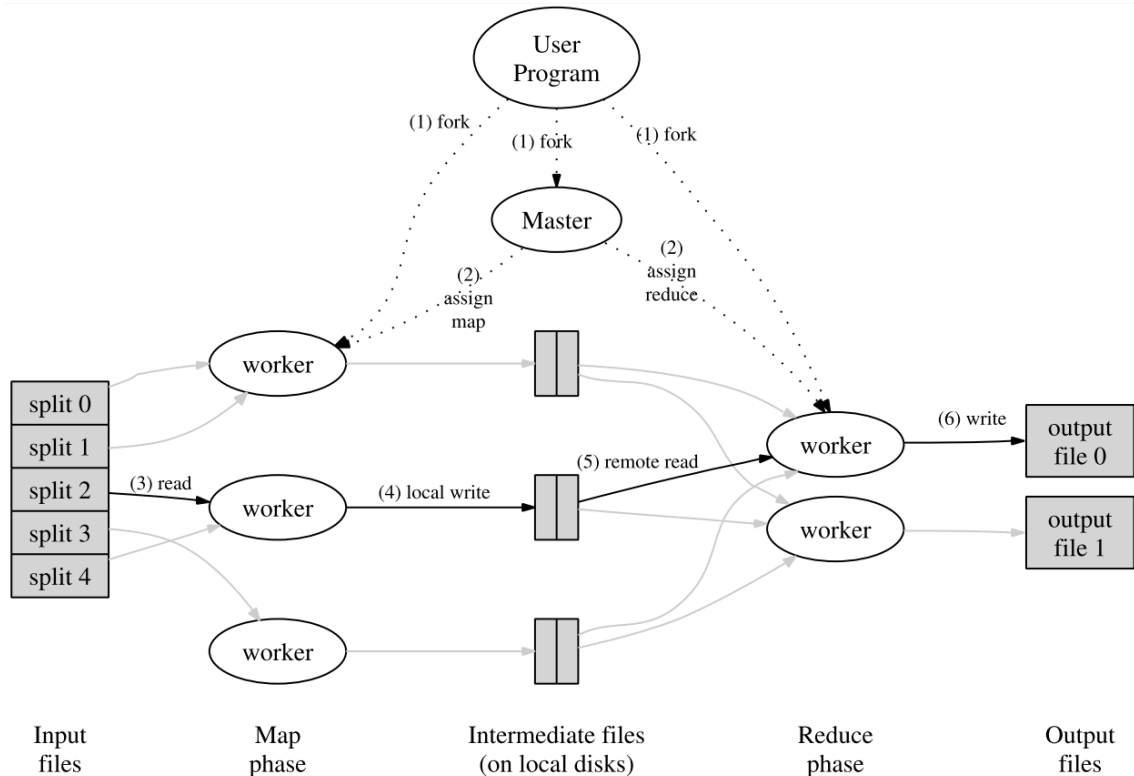 User
Program
(1) fork
(1) fork
(1) fork
Master
(2)
assign
map
(2)
assign
reduce
worker
split 0
split 1
split 2
split 3
split 4
(3) read
worker
(4) local write
(5) remote read
worker
(6) write
output
file 0
worker
output
file 1
worker
Input
files
Map
phase
Intermediate files
(on local disks)
Reduce
phase
Output
files